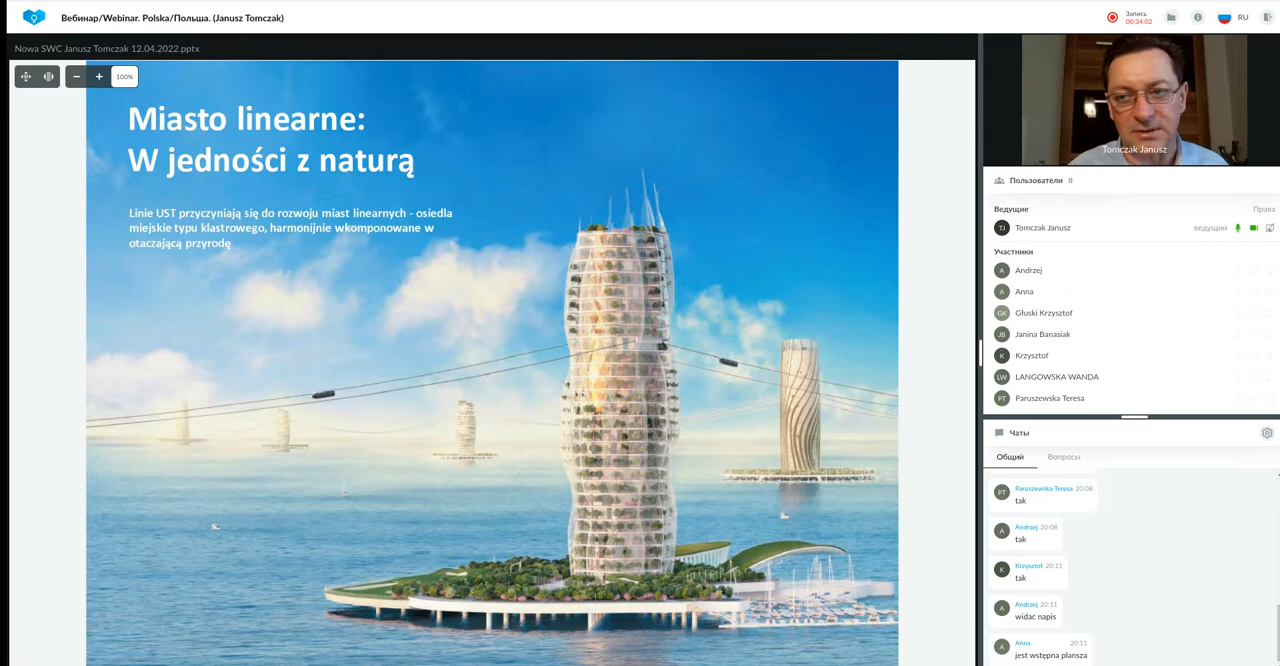 Вебинар/Webinar. Polska/Польша. (Janusz Tomczak)
Запись
00:34:02
RU
Nowa SWC Janusz Tomczak 12.04.2022.pptx
100%
Miasto linearne:
W jedności z naturą
Linie UST przyczyniają się do rozwoju miast linearnych - osiedla
miejskie typu klastrowego, harmonijnie wkomponowane w
otaczającą przyrodę
Tomczak Janusz
Пользователи 8
Ведущие Права
TJ Tomczak Janusz ведущий
Участники
A Andrzej
A Anna
GK Głuski Krzysztof
JB Janina Banasiak
K Krzysztof
LW LANGOWSKA WANDA
PT Paruszewska Teresa
Чаты
Общий Вопросы
PT Paruszewska Teresa 20:08
tak
A Andrzej 20:08
tak
K Krzysztof 20:11
tak
A Andrzej 20:11
widać napis
A Anna 20:11
jest wstępna plansza